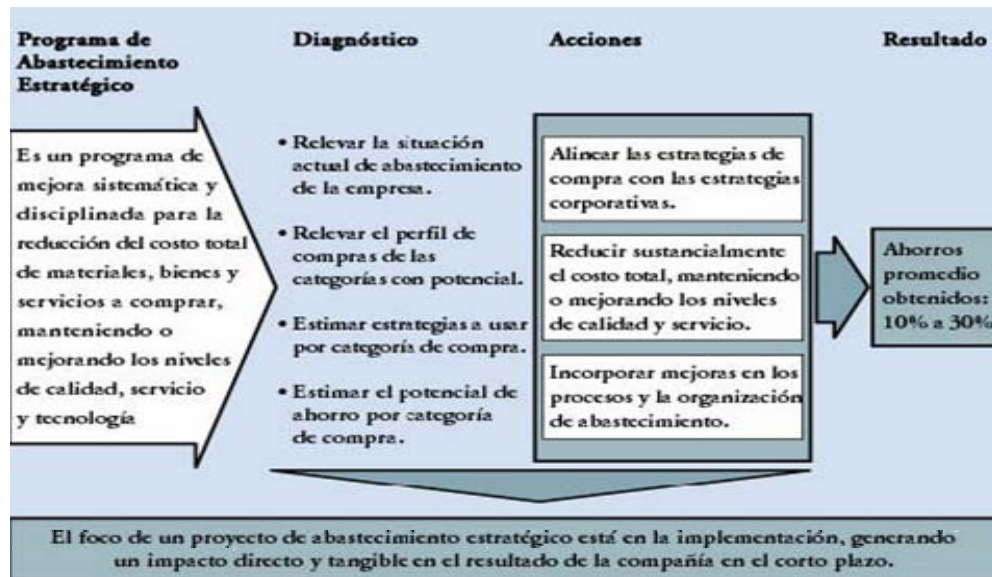 Programa de
Abastecimiento
Estratégico
Es un programa de
mejora sistemática y
disciplinada para la
reducción del costo total
de materiales, bienes y
servicios a comprar,
manteniendo o
mejorando los niveles
de calidad, servicio
y tecnología
Diagnóstico
• Relevar la situación
actual de abastecimiento
de la empresa.
• Relevar el perfil de
compras de las
categorías con potencial.
• Estimar estrategias a usar
por categoría de compra.
• Estimar el potencial de
ahorro por categoría
de compra.
Acciones
Alinear las estrategias de
compra con las estrategias
corporativas.
Reducir sustancialmente
el costo total, manteniendo
o mejorando los niveles
de calidad y servicio.
Incorporar mejoras en los
procesos y la organización
de abastecimiento.
Resultado
Ahorros
promedio
obtenidos:
10% a 30%
El foco de un proyecto de abastecimiento estratégico está en la implementación, generando
un impacto directo y tangible en el resultado de la compañía en el corto plazo.